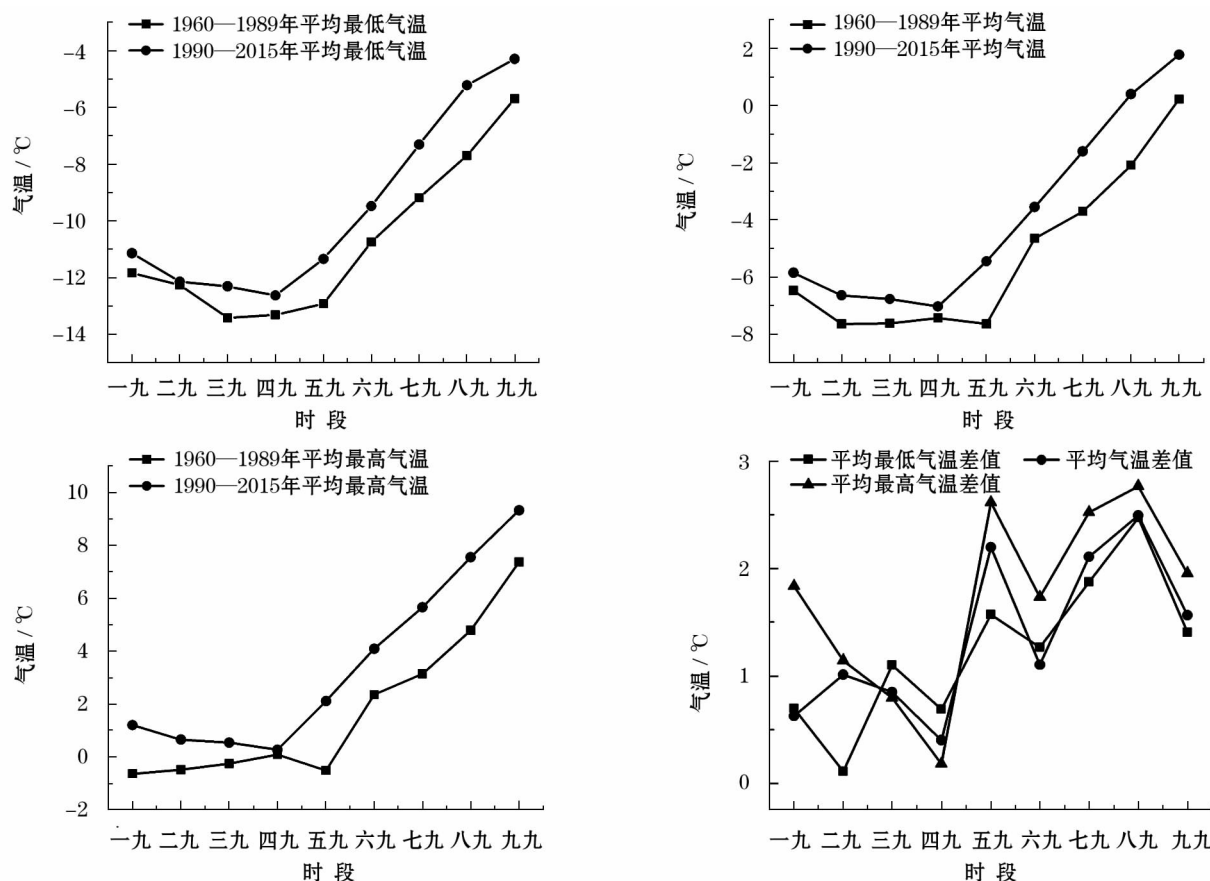 1960—1989年平均最低气温
1990—2015年平均最低气温
-4
-6
-8
-10
-12
-14
气温 / ℃
一九 二九 三九 四九 五九 六九 七九 八九 九九
时 段
1960—1989年平均气温
1990—2015年平均气温
2
0
-2
-4
-6
-8
气温 / ℃
一九 二九 三九 四九 五九 六九 七九 八九 九九
时 段
1960—1989年平均最高气温
1990—2015年平均最高气温
10
8
6
4
2
0
-2
气温 / ℃
一九 二九 三九 四九 五九 六九 七九 八九 九九
时 段
平均最低气温差值 平均气温差值
平均最高气温差值
3
2
1
0
气温 / ℃
一九 二九 三九 四九 五九 六九 七九 八九 九九
时 段